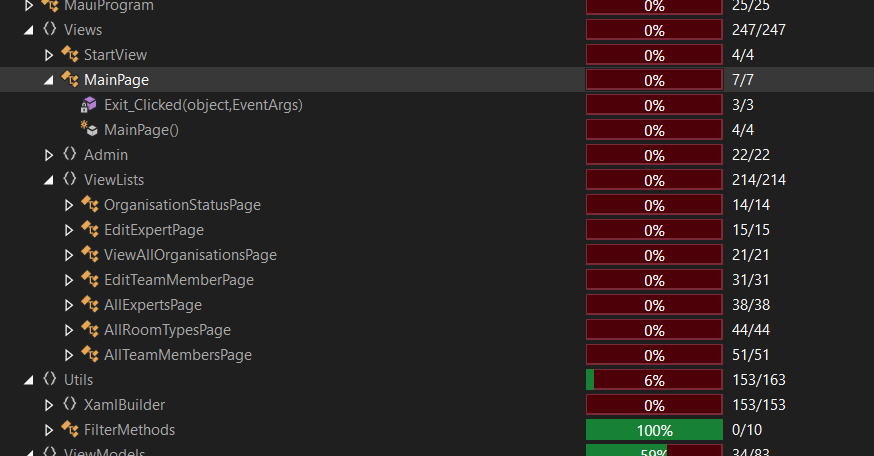 MauiProgram 0% 25/25
Views 0% 247/247
StartView 0% 4/4
MainPage 0% 7/7
Exit_Clicked(object,EventArgs) 0% 3/3
MainPage() 0% 4/4
Admin 0% 22/22
ViewLists 0% 214/214
OrganisationStatusPage 0% 14/14
EditExpertPage 0% 15/15
ViewAllOrganisationsPage 0% 21/21
EditTeamMemberPage 0% 31/31
AllExpertsPage 0% 38/38
AllRoomTypesPage 0% 44/44
AllTeamMembersPage 0% 51/51
Utils 6% 153/163
XamlBuilder 0% 153/153
FilterMethods 100% 0/10
ViewModels 59% 34/83